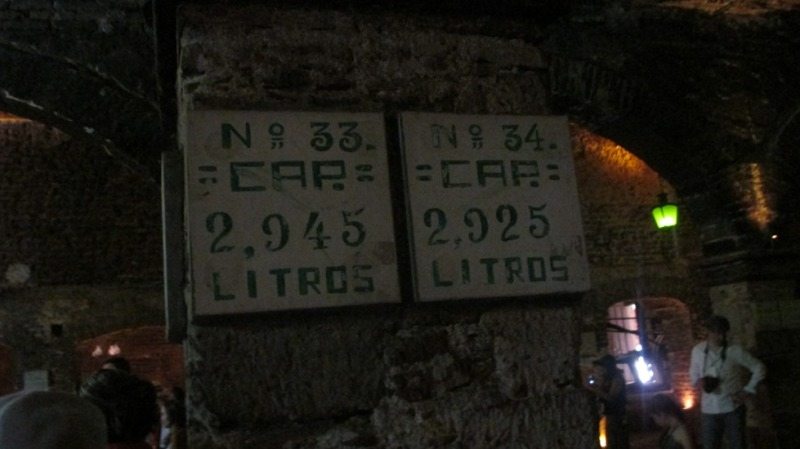 Nº 33.
=CAP.=
2,945
LITROS
Nº 34.
=CAP.=
2,925
LITROS